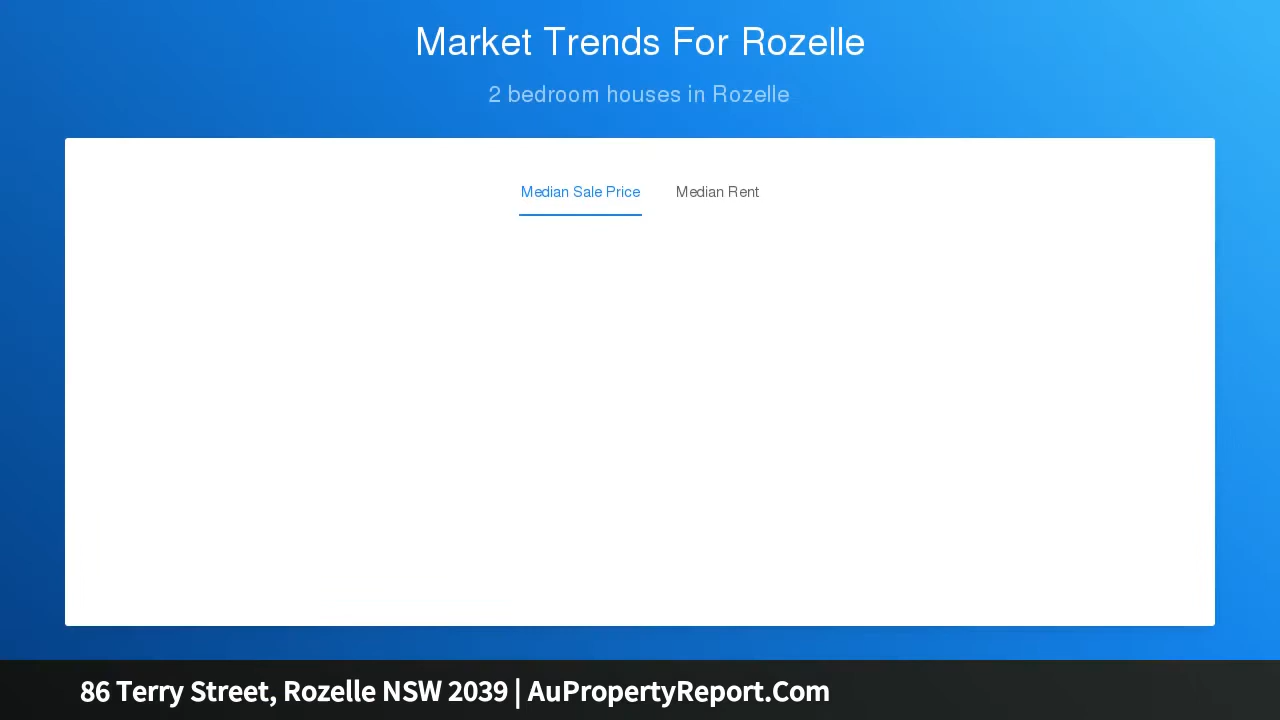 Market Trends For Rozelle
2 bedroom houses in Rozelle
Median Sale Price Median Rent
86 Terry Street, Rozelle NSW 2039 | AuPropertyReport.Com